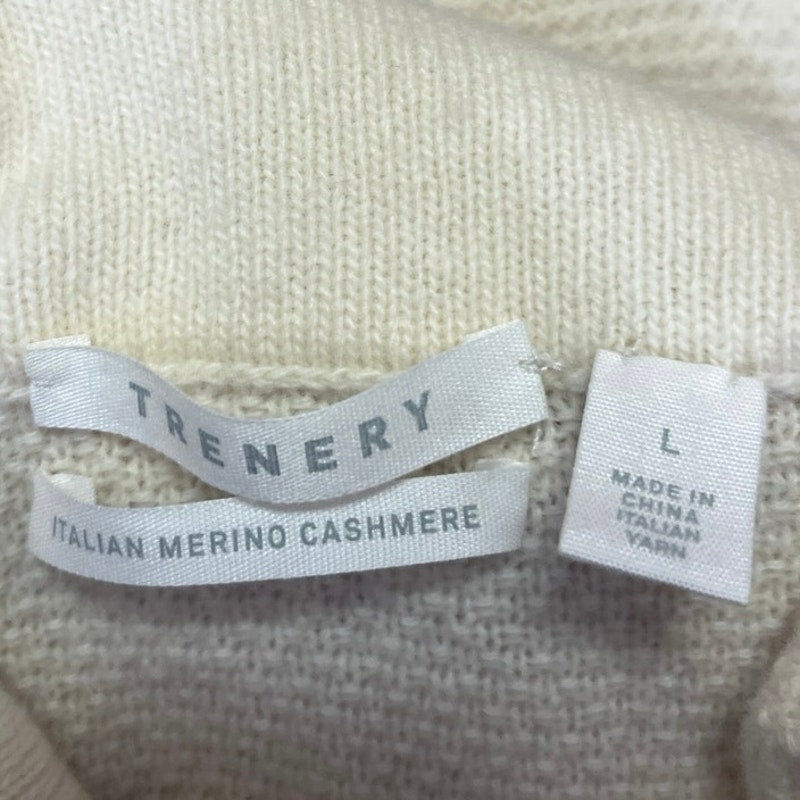 TRENERY
ITALIAN MERINO CASHMERE
L
MADE IN
CHINA
ITALIAN
YARN